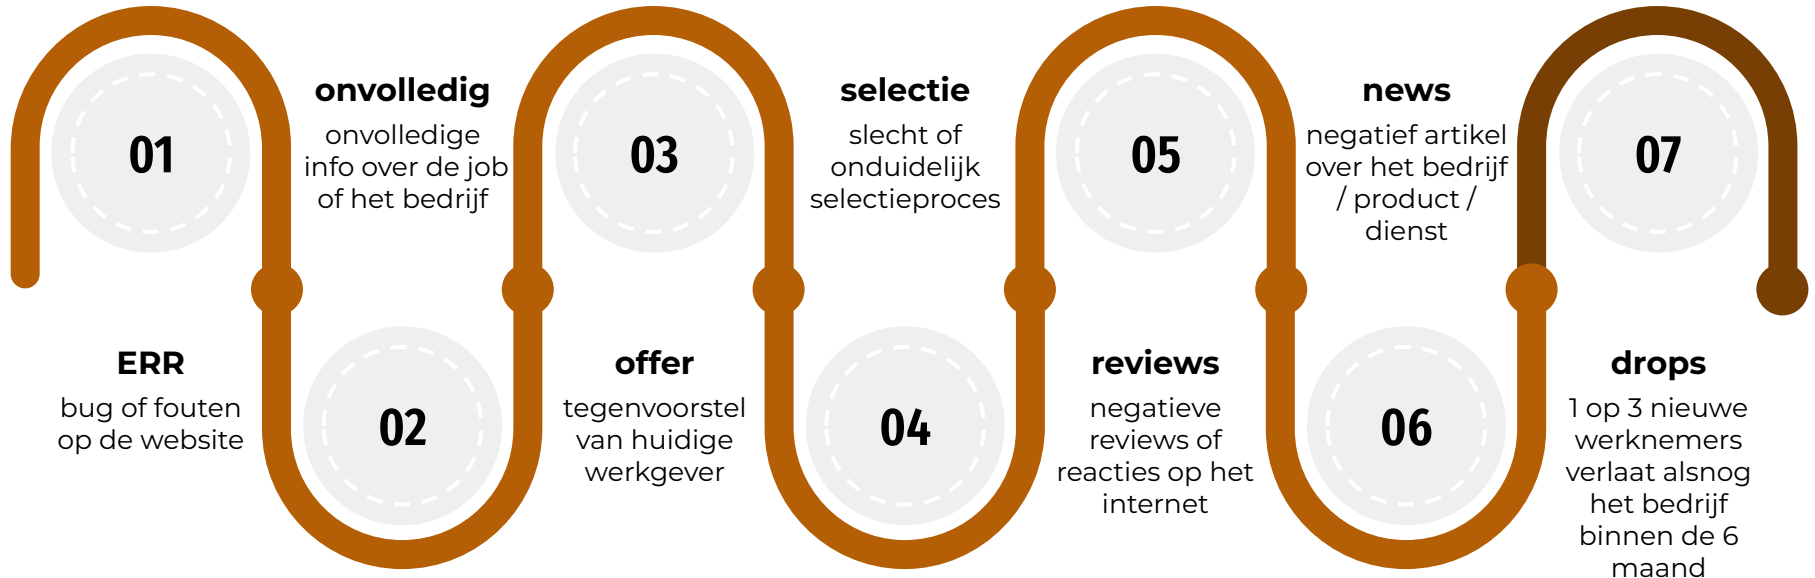 01
ERR
bug of fouten
op de website
onvolledig
onvolledige
info over de job
of het bedrijf
02
03
offer
tegenvoorstel
van huidige
werkgever
selectie
slecht of
onduidelijk
selectieproces
04
05
reviews
negatieve
reviews of
reacties op het
internet
news
negatief artikel
over het bedrijf
/ product /
dienst
06
07
drops
1 op 3 nieuwe
werknemers
verlaat alsnog
het bedrijf
binnen de 6
maand